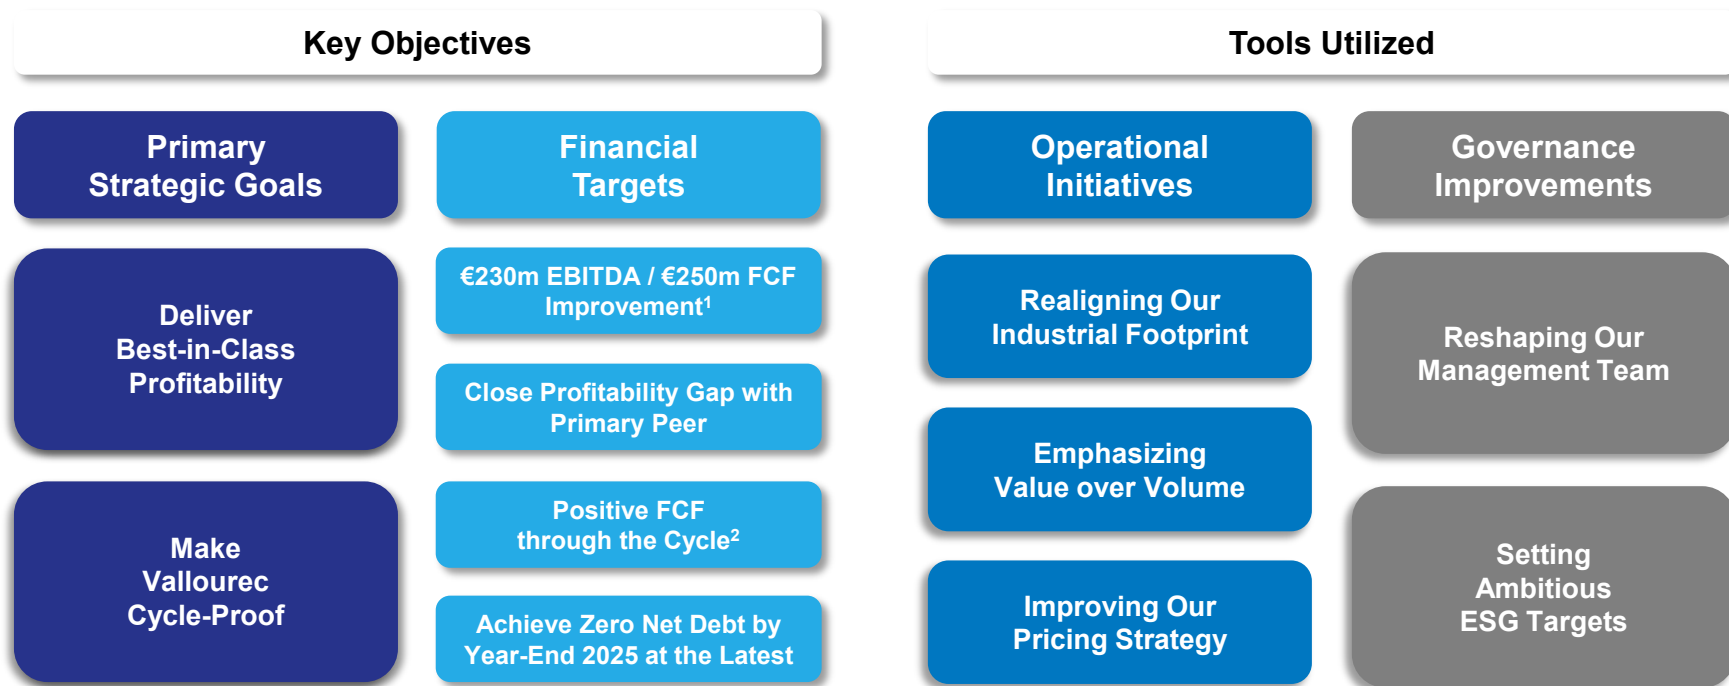 Key Objectives
Primary
Strategic Goals
Deliver
Best-in-Class
Profitability
Make
Vallourec
Cycle-Proof
Financial
Targets
€230m EBITDA / €250m FCF
Improvement¹
Close Profitability Gap with
Primary Peer
Positive FCF
through the Cycle²
Achieve Zero Net Debt by
Year-End 2025 at the Latest
Tools Utilized
Operational
Initiatives
Realigning Our
Industrial Footprint
Emphasizing
Value over Volume
Improving Our
Pricing Strategy
Governance
Improvements
Reshaping Our
Management Team
Setting
Ambitious
ESG Targets